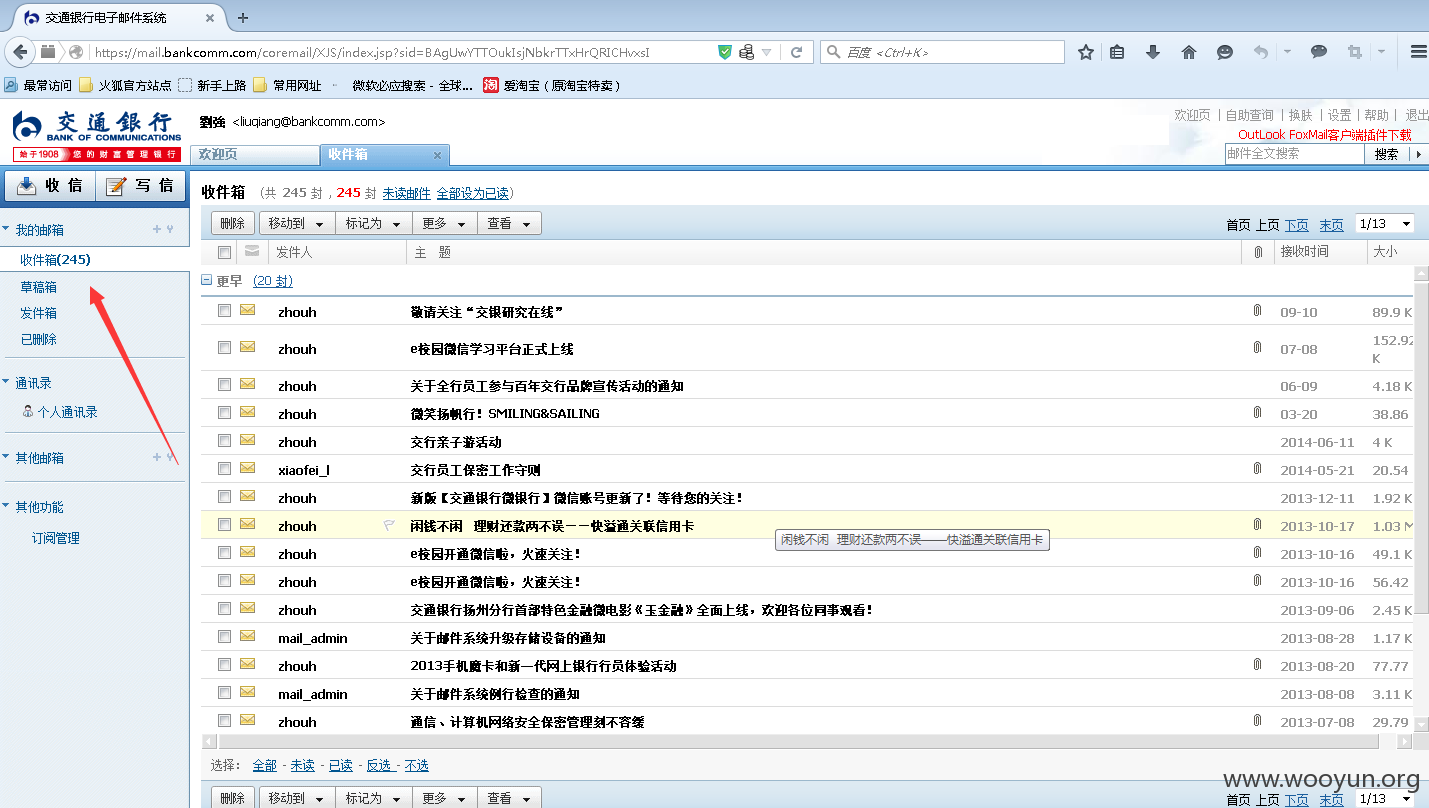 交通银行电子邮件系统
https://mail.bankcomm.com/coremail/XJS/index.jsp?sid=BAgUwYTTOukIsjNbkrTTxHrQRICHvxsI
百度 <Ctrl+K>
最常访问 火狐官方站点 新手上路 常用网址 微软必应搜索 - 全球... 淘 爱淘宝（原淘宝特卖）
交通銀行
BANK OF COMMUNICATIONS
始于1908 您的财富管理银行
劉強 <liuqiang@bankcomm.com>
欢迎页 | 自助查询 | 换肤 | 设置 | 帮助 | 退出
OutLook FoxMail客户端插件下载
邮件全文搜索 搜索
欢迎页 收件箱
收信 写信
收件箱 (共 245 封，245 封 未读邮件 全部设为已读)
删除 移动到 标记为 更多 查看
首页 上页 下页 末页 1/13
我的邮箱
收件箱(245)
草稿箱
发件箱
已删除
通讯录
个人通讯录
其他邮箱
其他功能
订阅管理
发件人 主 题 接收时间 大小
更早 (20 封)
zhouh 敬请关注“交银研究在线” 09-10 89.9 K
zhouh e校园微信学习平台正式上线 07-08 152.92 K
zhouh 关于全行员工参与百年交行品牌宣传活动的通知 06-09 4.18 K
zhouh 微笑扬帆行！SMILING&SAILING 03-20 38.86
zhouh 交行亲子游活动 2014-06-11 4 K
xiaofei_l 交行员工保密工作守则 2014-05-21 20.54
zhouh 新版【交通银行微银行】微信账号更新了！等待您的关注！ 2013-12-11 1.92 K
zhouh 闲钱不闲 理财还款两不误——快溢通关联信用卡 2013-10-17 1.03 M
闲钱不闲 理财还款两不误——快溢通关联信用卡
zhouh e校园开通微信啦，火速关注！ 2013-10-16 49.1 K
zhouh e校园开通微信啦，火速关注！ 2013-10-16 56.42
zhouh 交通银行扬州分行首部特色金融微电影《玉金融》全面上线，欢迎各位同事观看！ 2013-09-06 2.45 K
mail_admin 关于邮件系统升级存储设备的通知 2013-08-28 1.17 K
zhouh 2013手机魔卡和新一代网上银行行员体验活动 2013-08-20 77.77
mail_admin 关于邮件系统例行检查的通知 2013-08-08 3.11 K
zhouh 通信、计算机网络安全保密管理刻不容缓 2013-07-08 29.79
选择： 全部 - 未读 - 已读 - 反选 - 不选
www.wooyun.org
删除 移动到 标记为 更多 查看
首页 上页 下页 末页 1/13